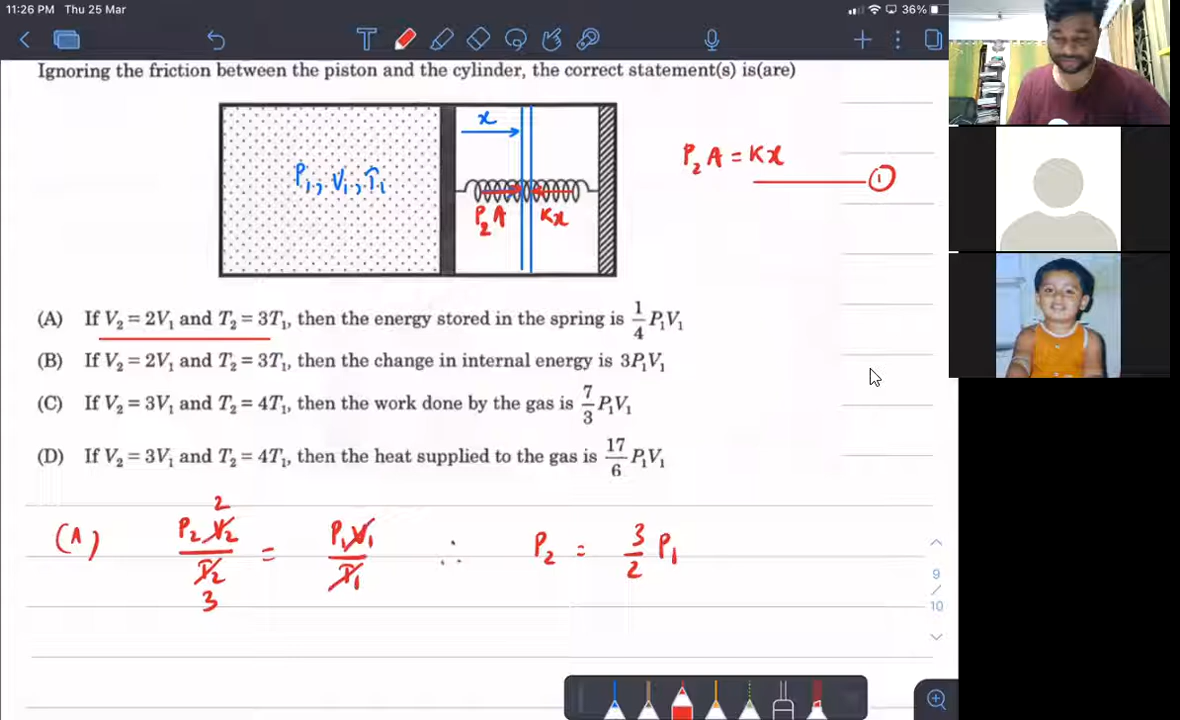 11:26 PM Thu 25 Mar 36%
Ignoring the friction between the piston and the cylinder, the correct statement(s) is(are)
x
P₁, V₁, T₁
P₂A Kx
P₂A = Kx
①
(A) If V₂ = 2V₁ and T₂ = 3T₁, then the energy stored in the spring is 1/4 P₁V₁
(B) If V₂ = 2V₁ and T₂ = 3T₁, then the change in internal energy is 3P₁V₁
(C) If V₂ = 3V₁ and T₂ = 4T₁, then the work done by the gas is 7/3 P₁V₁
(D) If V₂ = 3V₁ and T₂ = 4T₁, then the heat supplied to the gas is 17/6 P₁V₁
2
(A) P₂V₂/T₂ = P₁V₁/T₁ ∴ P₂ = 3/2 P₁
3
9
/
10